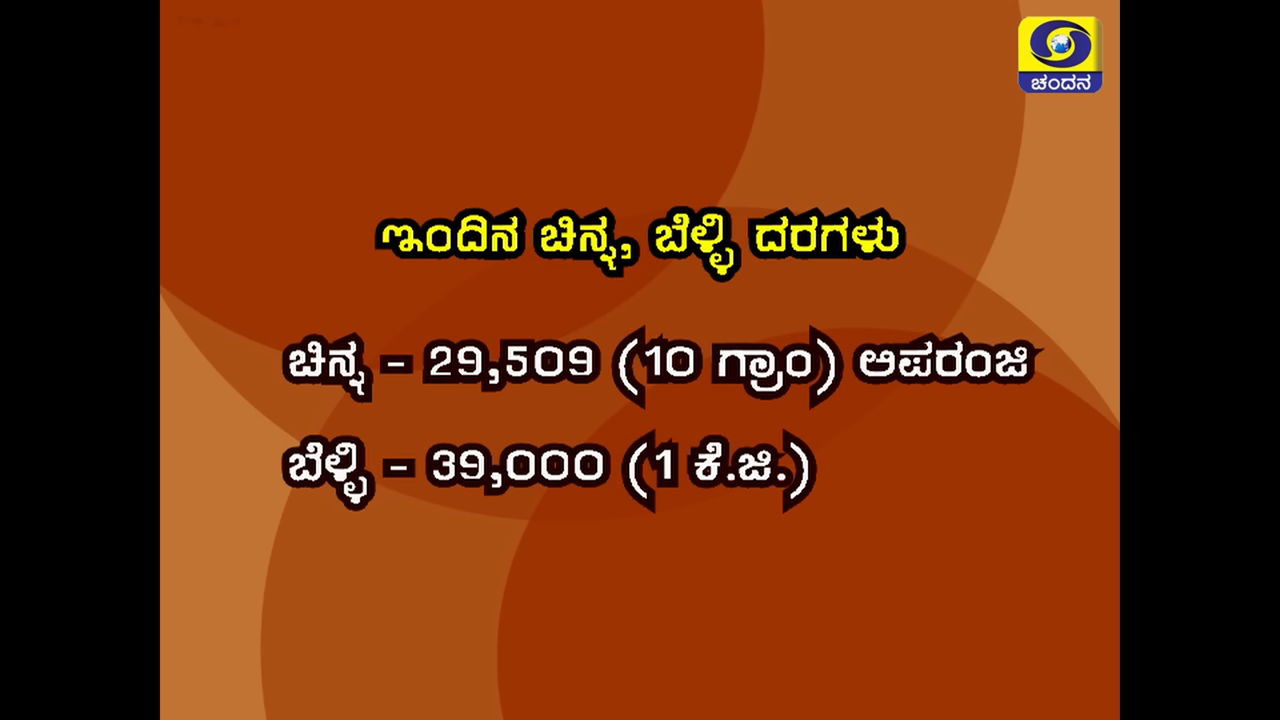 ಚಂದನ
ಇಂದಿನ ಚಿನ್ನ, ಬೆಳ್ಳಿ ದರಗಳು
ಚಿನ್ನ - 29,509 (10 ಗ್ರಾಂ) ಅಪರಂಜಿ
ಬೆಳ್ಳಿ - 39,000 (1 ಕೆ.ಜಿ.)